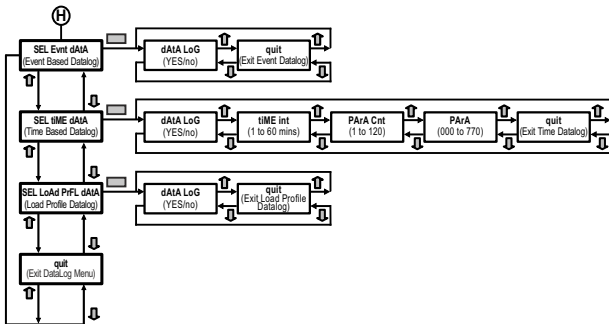 H
SEL Evnt dAtA
(Event Based Datalog)
dAtA LoG
(YES/no)
quit
(Exit Event Datalog)
SEL tiME dAtA
(Time Based Datalog)
dAtA LoG
(YES/no)
tiME int
(1 to 60 mins)
PArA Cnt
(1 to 120)
PArA
(000 to 770)
quit
(Exit Time Datalog)
SEL LoAd PrFL dAtA
(Load Profile Datalog)
dAtA LoG
(YES/no)
quit
(Exit Load Profile
Datalog)
quit
(Exit DataLog Menu)